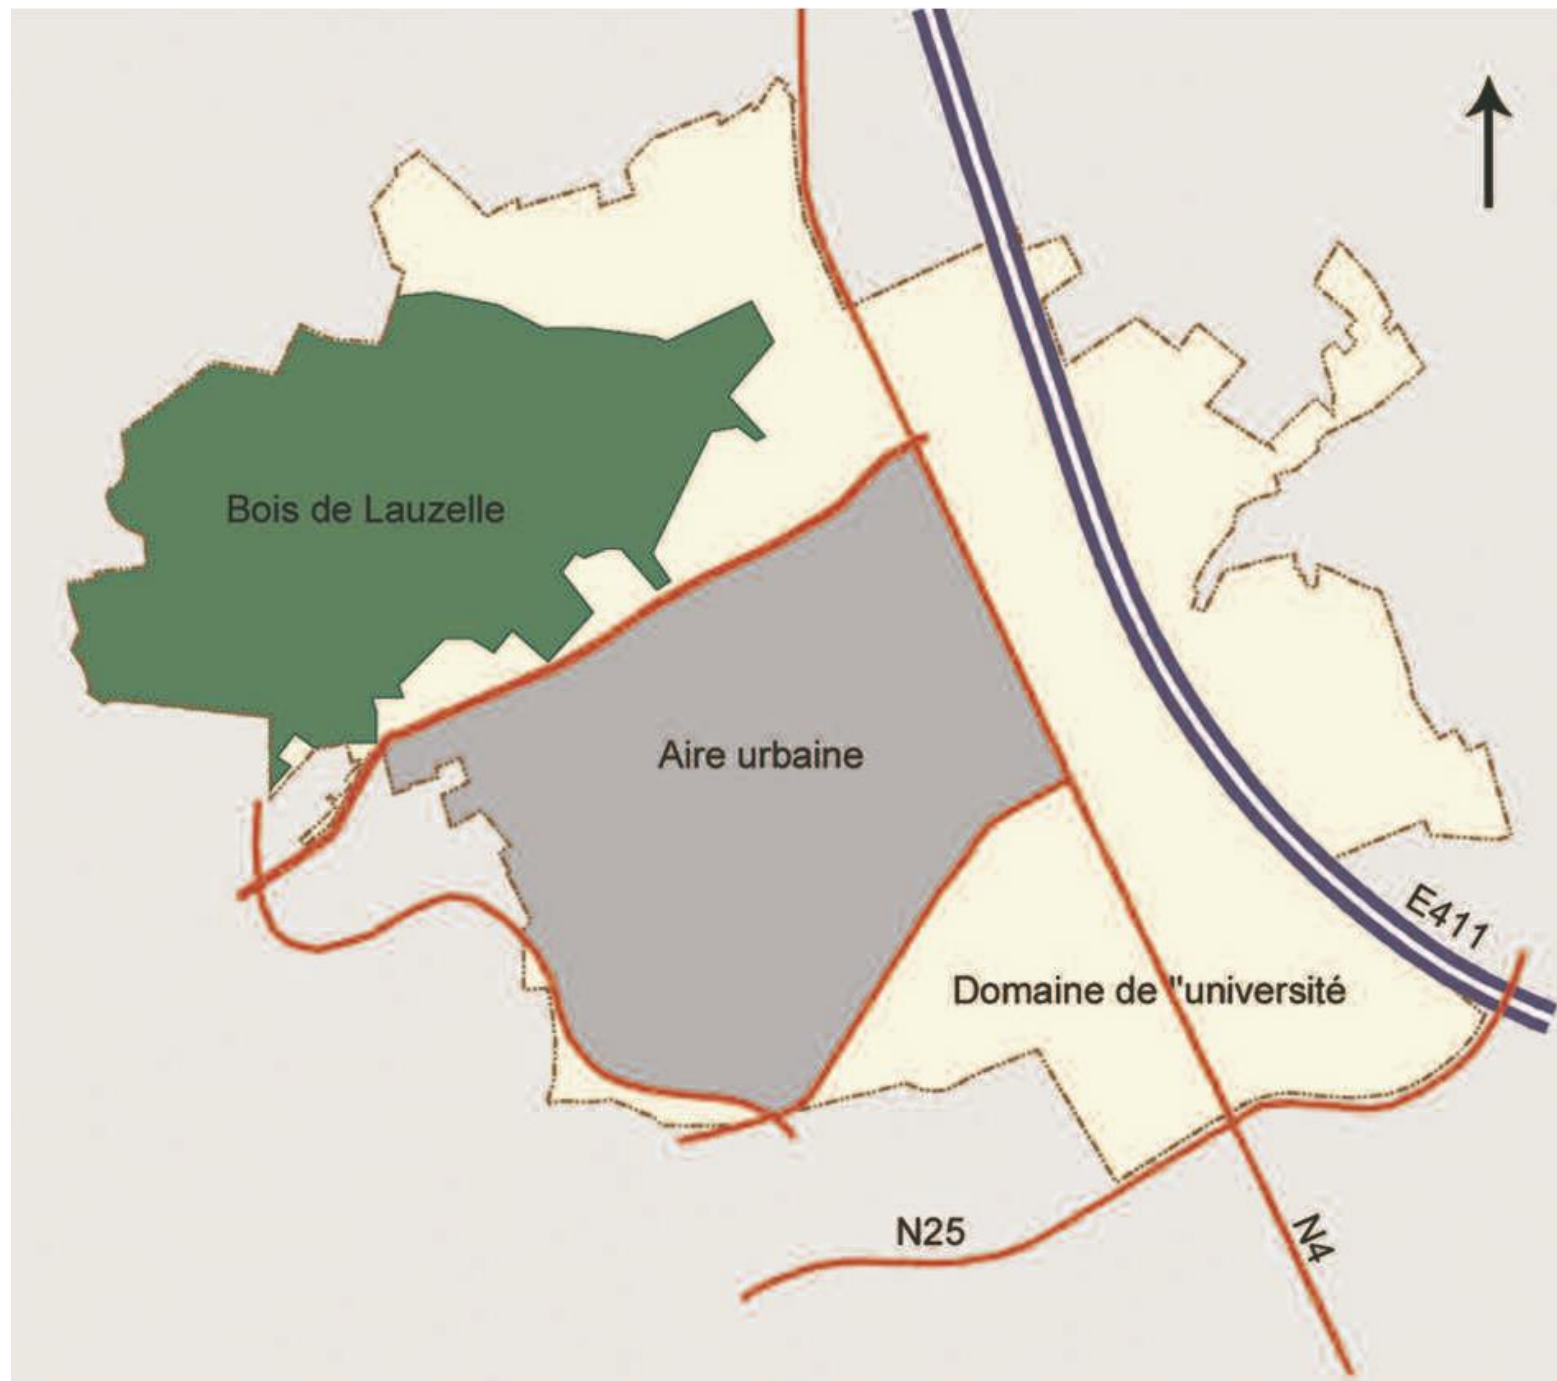 Bois de Lauzelle
Aire urbaine
E411
Domaine de l'université
N25
N4